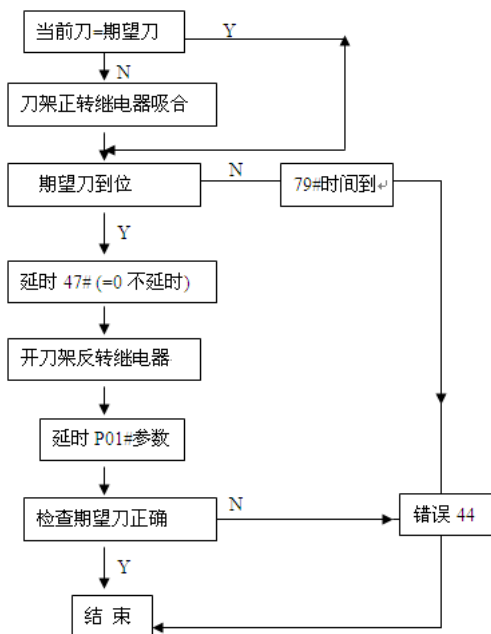 当前刀=期望刀
Y
N
刀架正转继电器吸合
期望刀到位
N
79#时间到↵
Y
延时 47# (=0 不延时)
开刀架反转继电器
延时 P01#参数
检查期望刀正确
N
错误 44
Y
结 束